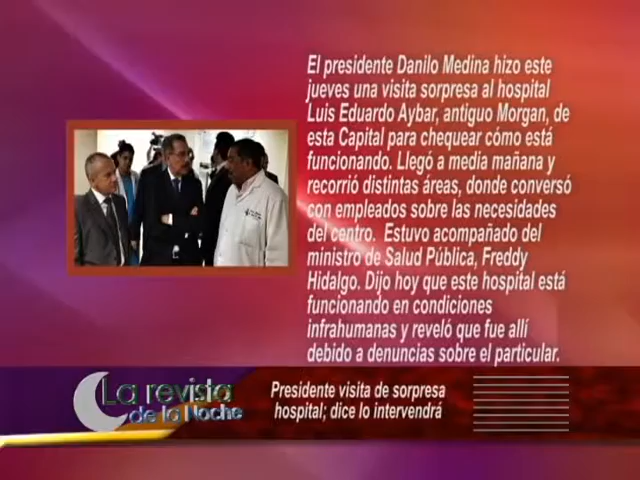 El presidente Danilo Medina hizo este
jueves una visita sorpresa al hospital
Luis Eduardo Aybar, antiguo Morgan, de
esta Capital para chequear cómo está
funcionando. Llegó a media mañana y
recorrió distintas áreas, donde conversó
con empleados sobre las necesidades
del centro. Estuvo acompañado del
ministro de Salud Pública, Freddy
Hidalgo. Dijo hoy que este hospital está
funcionando en condiciones
infrahumanas y reveló que fue allí
debido a denuncias sobre el particular.
La revista
de la Noche
Presidente visita de sorpresa
hospital; dice lo intervendrá